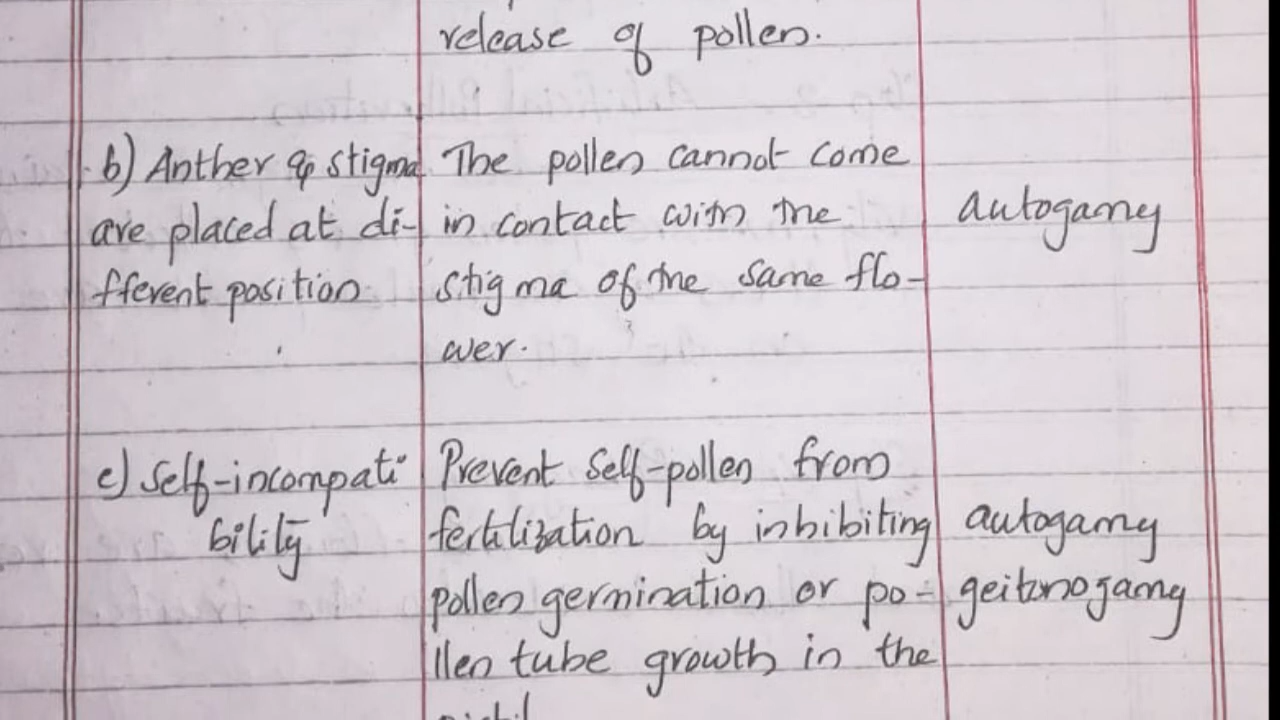 release of pollen.
b) Anther & stigma
are placed at di-
fferent position
The pollen cannot come
in contact with the
stigma of the same flo-
wer.
autogamy
c) Self-incompati
bility
Prevent self-pollen from
fertilization by inhibiting
pollen germination or po-
llen tube growth in the
autogamy
geitonogamy